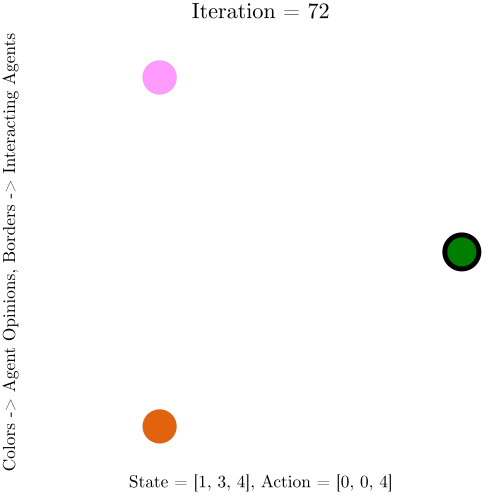 Iteration = 72
Colors -> Agent Opinions, Borders -> Interacting Agents
State = [1, 3, 4], Action = [0, 0, 4]